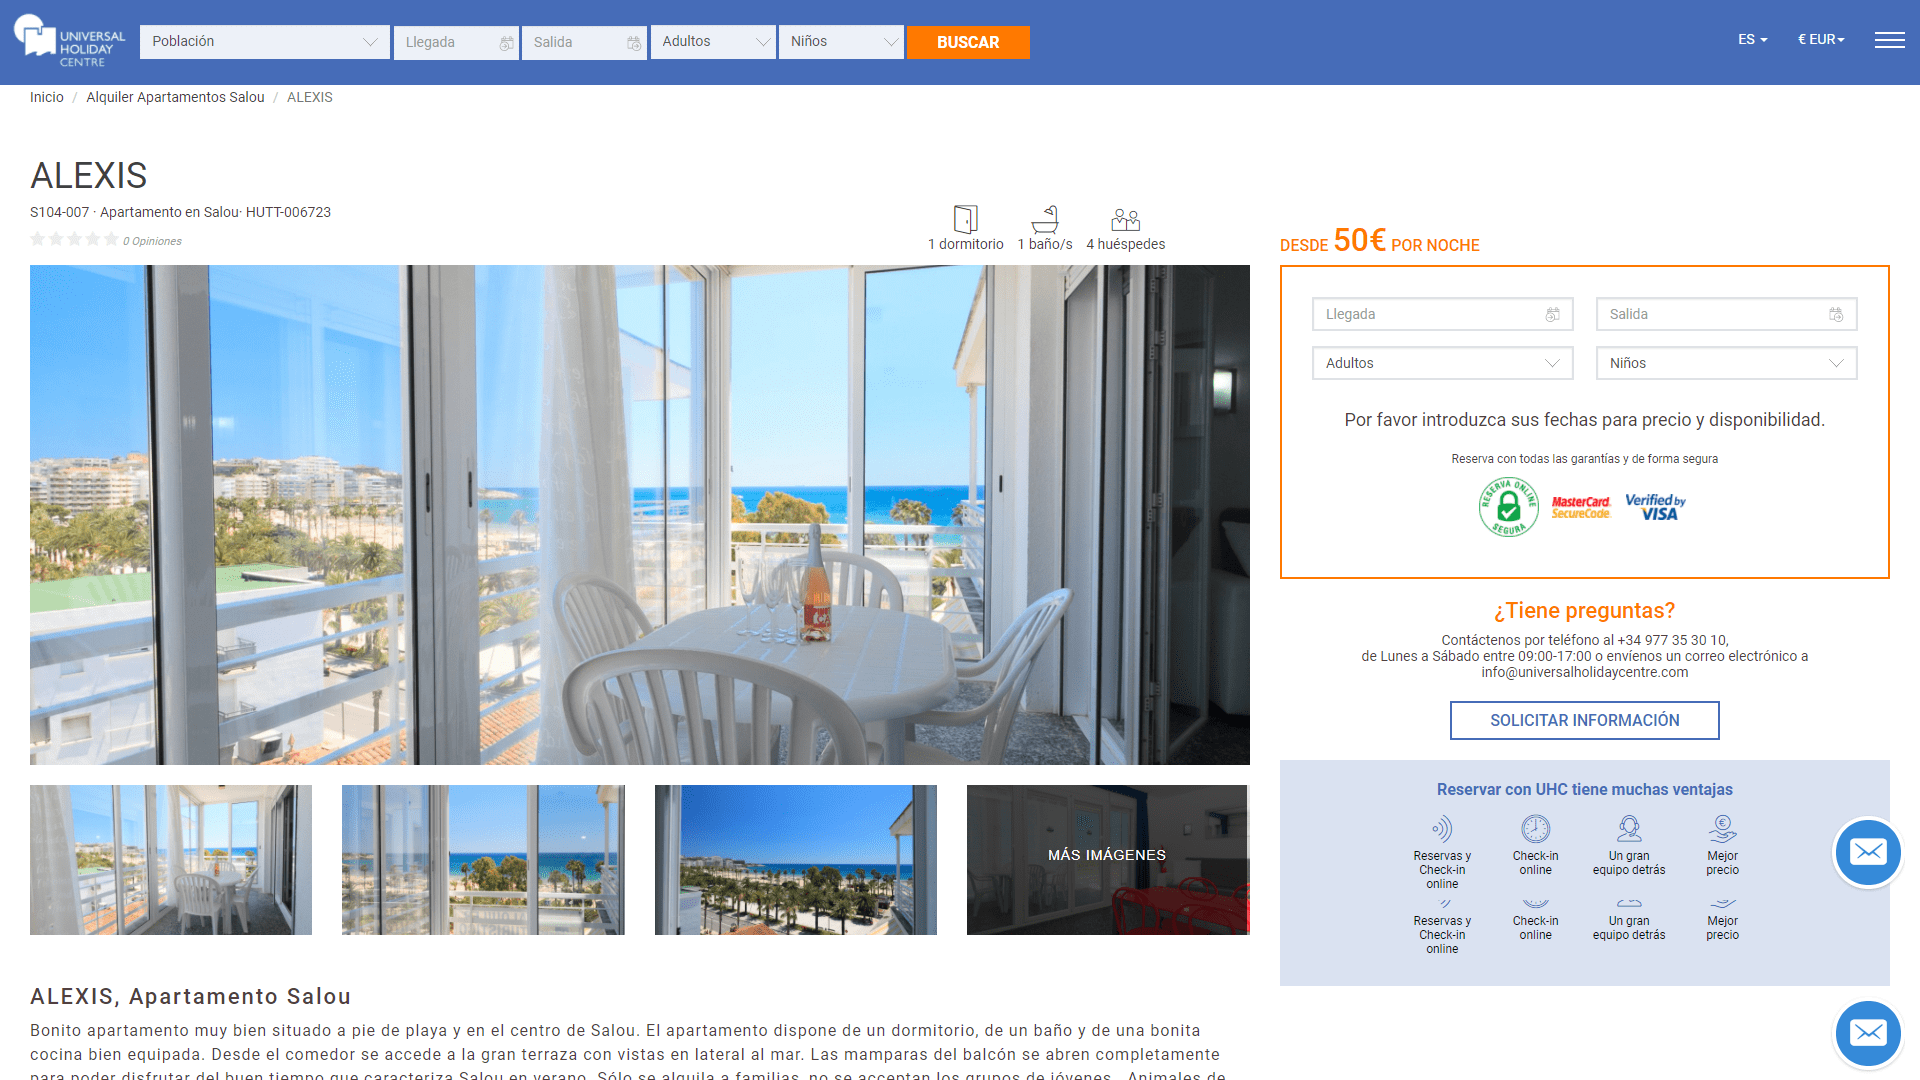 UNIVERSAL
HOLIDAY
CENTRE
Población
Llegada
Salida
Adultos
Niños
BUSCAR
ES
€ EUR
Inicio / Alquiler Apartamentos Salou / ALEXIS
ALEXIS
S104-007 · Apartamento en Salou· HUTT-006723
0 Opiniones
1 dormitorio
1 baño/s
4 huéspedes
DESDE 50€ POR NOCHE
Llegada
Salida
Adultos
Niños
Por favor introduzca sus fechas para precio y disponibilidad.
Reserva con todas las garantías y de forma segura
RESERVA ONLINE
SEGURA
MasterCard.
SecureCode.
Verified by
VISA
¿Tiene preguntas?
Contáctenos por teléfono al +34 977 35 30 10,
de Lunes a Sábado entre 09:00-17:00 o envíenos un correo electrónico a
info@universalholidaycentre.com
SOLICITAR INFORMACIÓN
Reservar con UHC tiene muchas ventajas
Reservas y
Check-in
online
Check-in
online
Un gran
equipo detrás
Mejor
precio
Reservas y
Check-in
online
Check-in
online
Un gran
equipo detrás
Mejor
precio
MÁS IMÁGENES
ALEXIS, Apartamento Salou
Bonito apartamento muy bien situado a pie de playa y en el centro de Salou. El apartamento dispone de un dormitorio, de un baño y de una bonita
cocina bien equipada. Desde el comedor se accede a la gran terraza con vistas en lateral al mar. Las mamparas del balcón se abren completamente
para poder disfrutar del buen tiempo que caracteriza Salou en verano. Sólo se alquila a familias, no se acceptan los grupos de jóvenes. Animales de